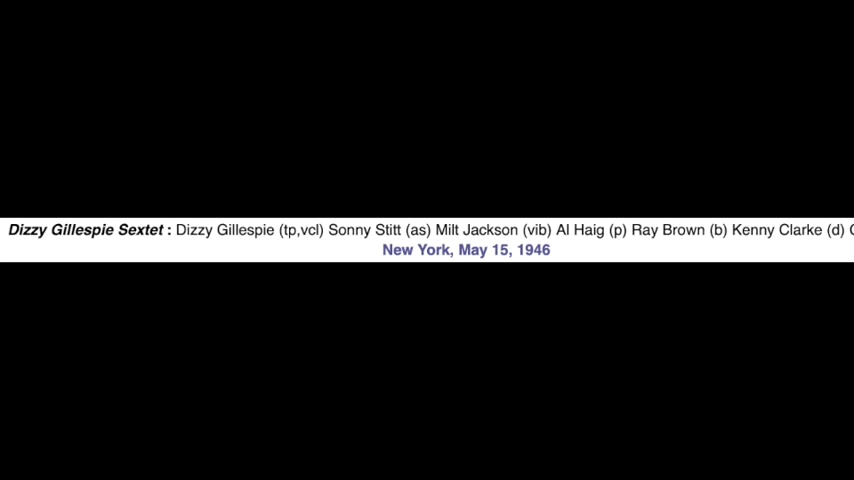 Dizzy Gillespie Sextet : Dizzy Gillespie (tp,vcl) Sonny Stitt (as) Milt Jackson (vib) Al Haig (p) Ray Brown (b) Kenny Clarke (d)
New York, May 15, 1946